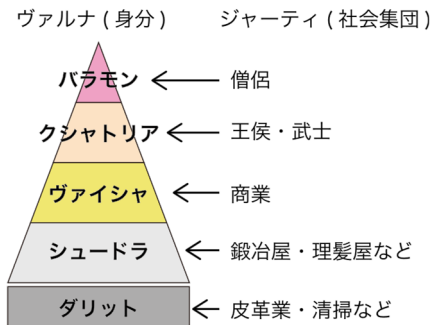 ヴァルナ ( 身分 ) ジャーティ ( 社会集団 )
バラモン 僧侶
クシャトリア 王侯・武士
ヴァイシャ 商業
シュードラ 鍛冶屋・理髪屋など
ダリット 皮革業・清掃など